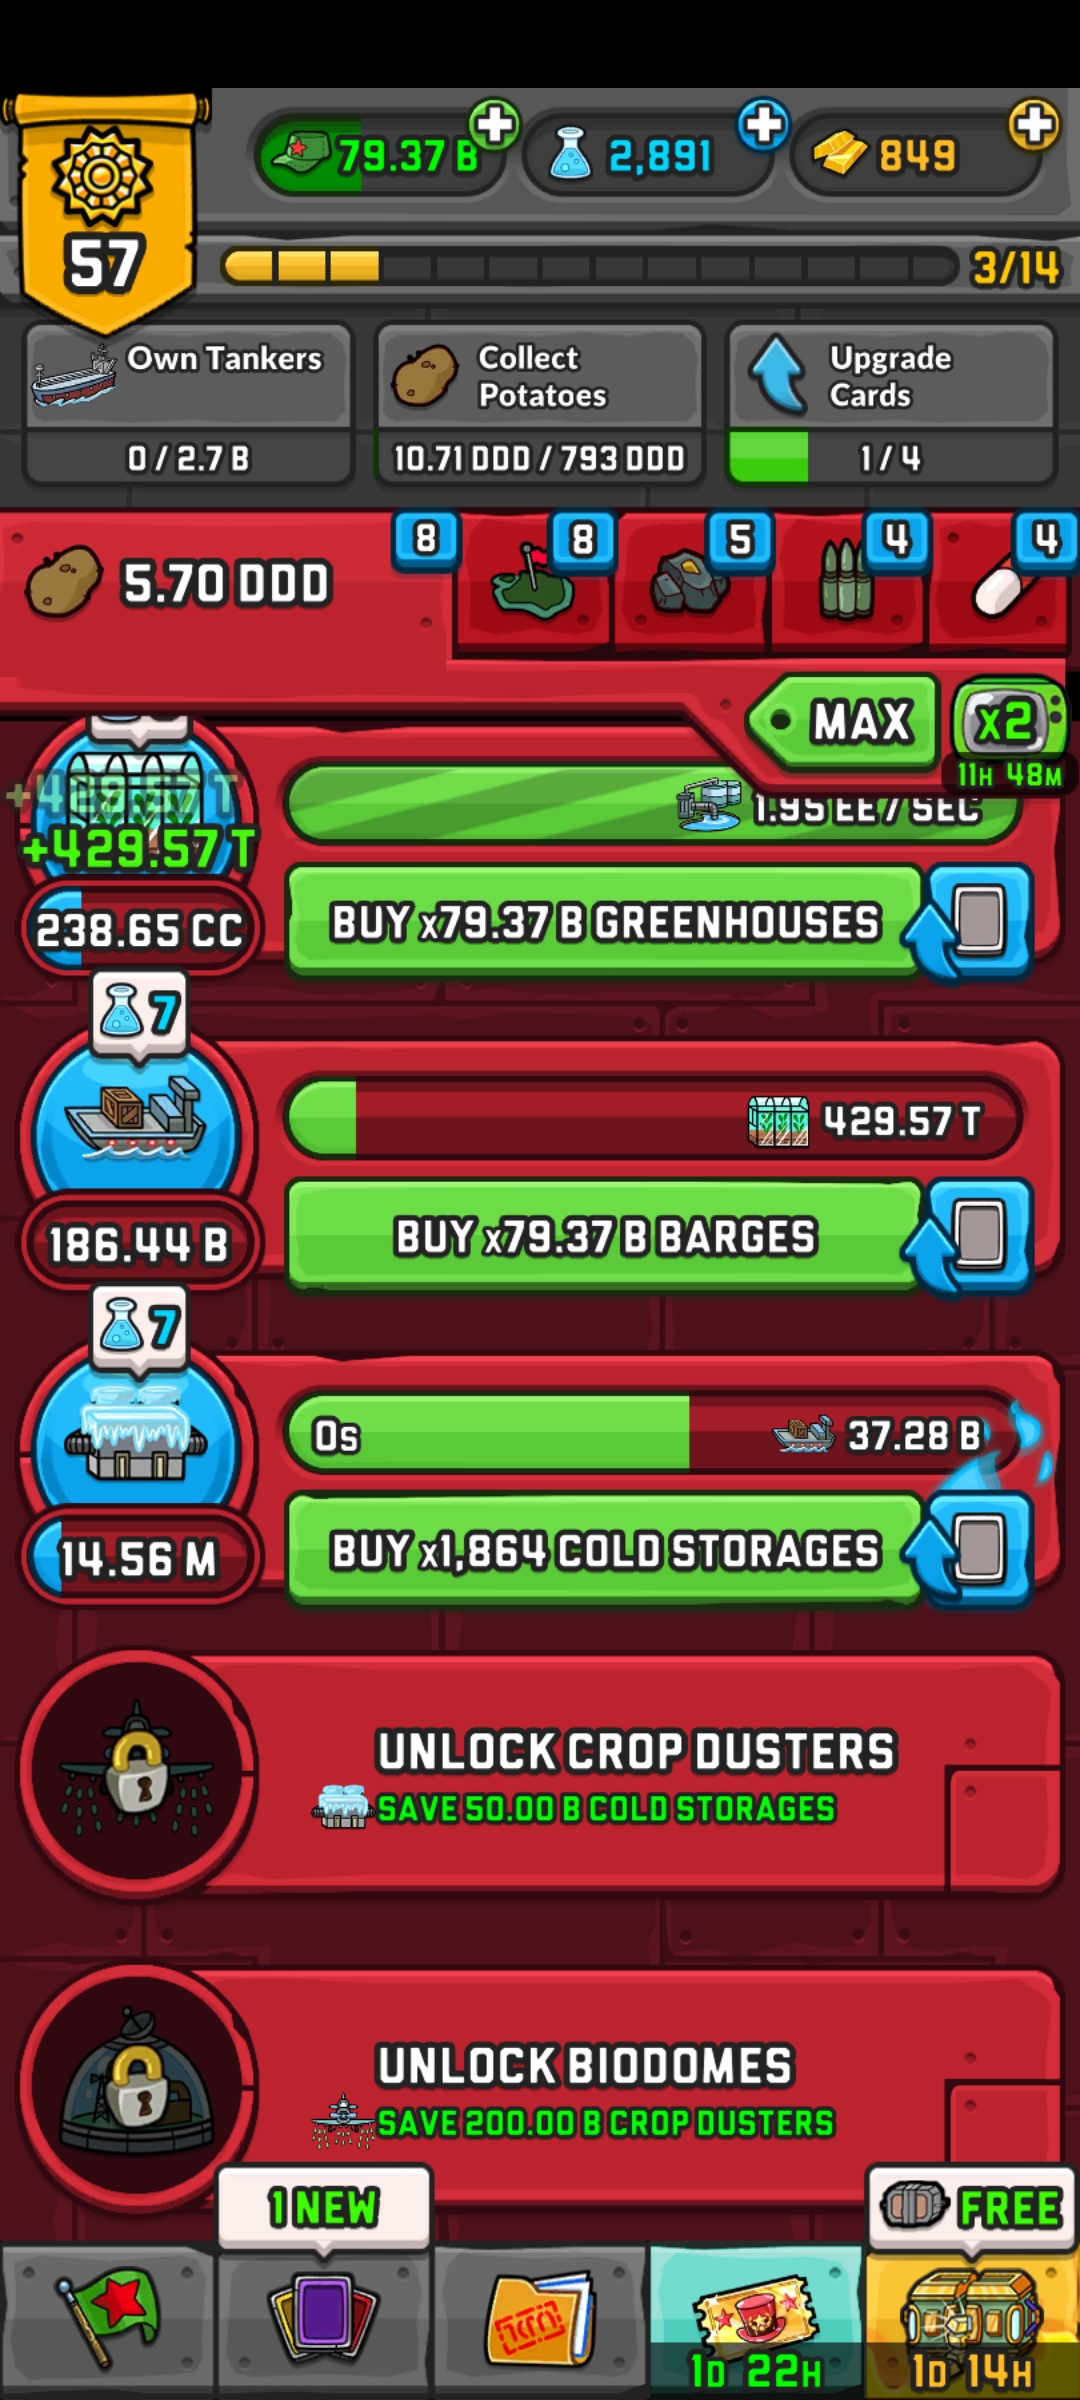 79.37 B
2,891
849
57
3/14
Own Tankers
0 / 2.7 B
Collect
Potatoes
10.71 DDD / 793 DDD
Upgrade
Cards
1 / 4
5.70 DDD
8
8
5
4
4
MAX
x2
11H 48M
+429.57 T
+429.57 T
1.95 EE / SEC
238.65 CC
BUY x79.37 B GREENHOUSES
7
429.57 T
186.44 B
BUY x79.37 B BARGES
7
0s
37.28 B
14.56 M
BUY x1,864 COLD STORAGES
UNLOCK CROP DUSTERS
SAVE 50.00 B COLD STORAGES
UNLOCK BIODOMES
SAVE 200.00 B CROP DUSTERS
1 NEW
FREE
1D 22H
1D 14H